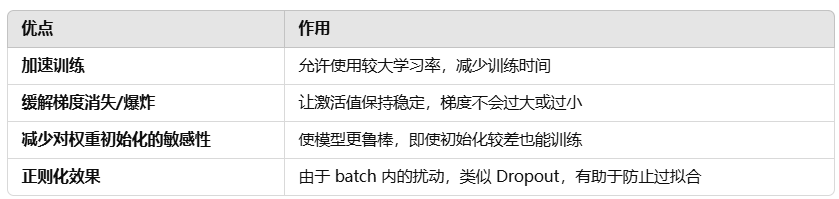 优点 作用
加速训练 允许使用较大学习率，减少训练时间
缓解梯度消失/爆炸 让激活值保持稳定，梯度不会过大或过小
减少对权重初始化的敏感性 使模型更鲁棒，即使初始化较差也能训练
正则化效果 由于 batch 内的扰动，类似 Dropout，有助于防止过拟合